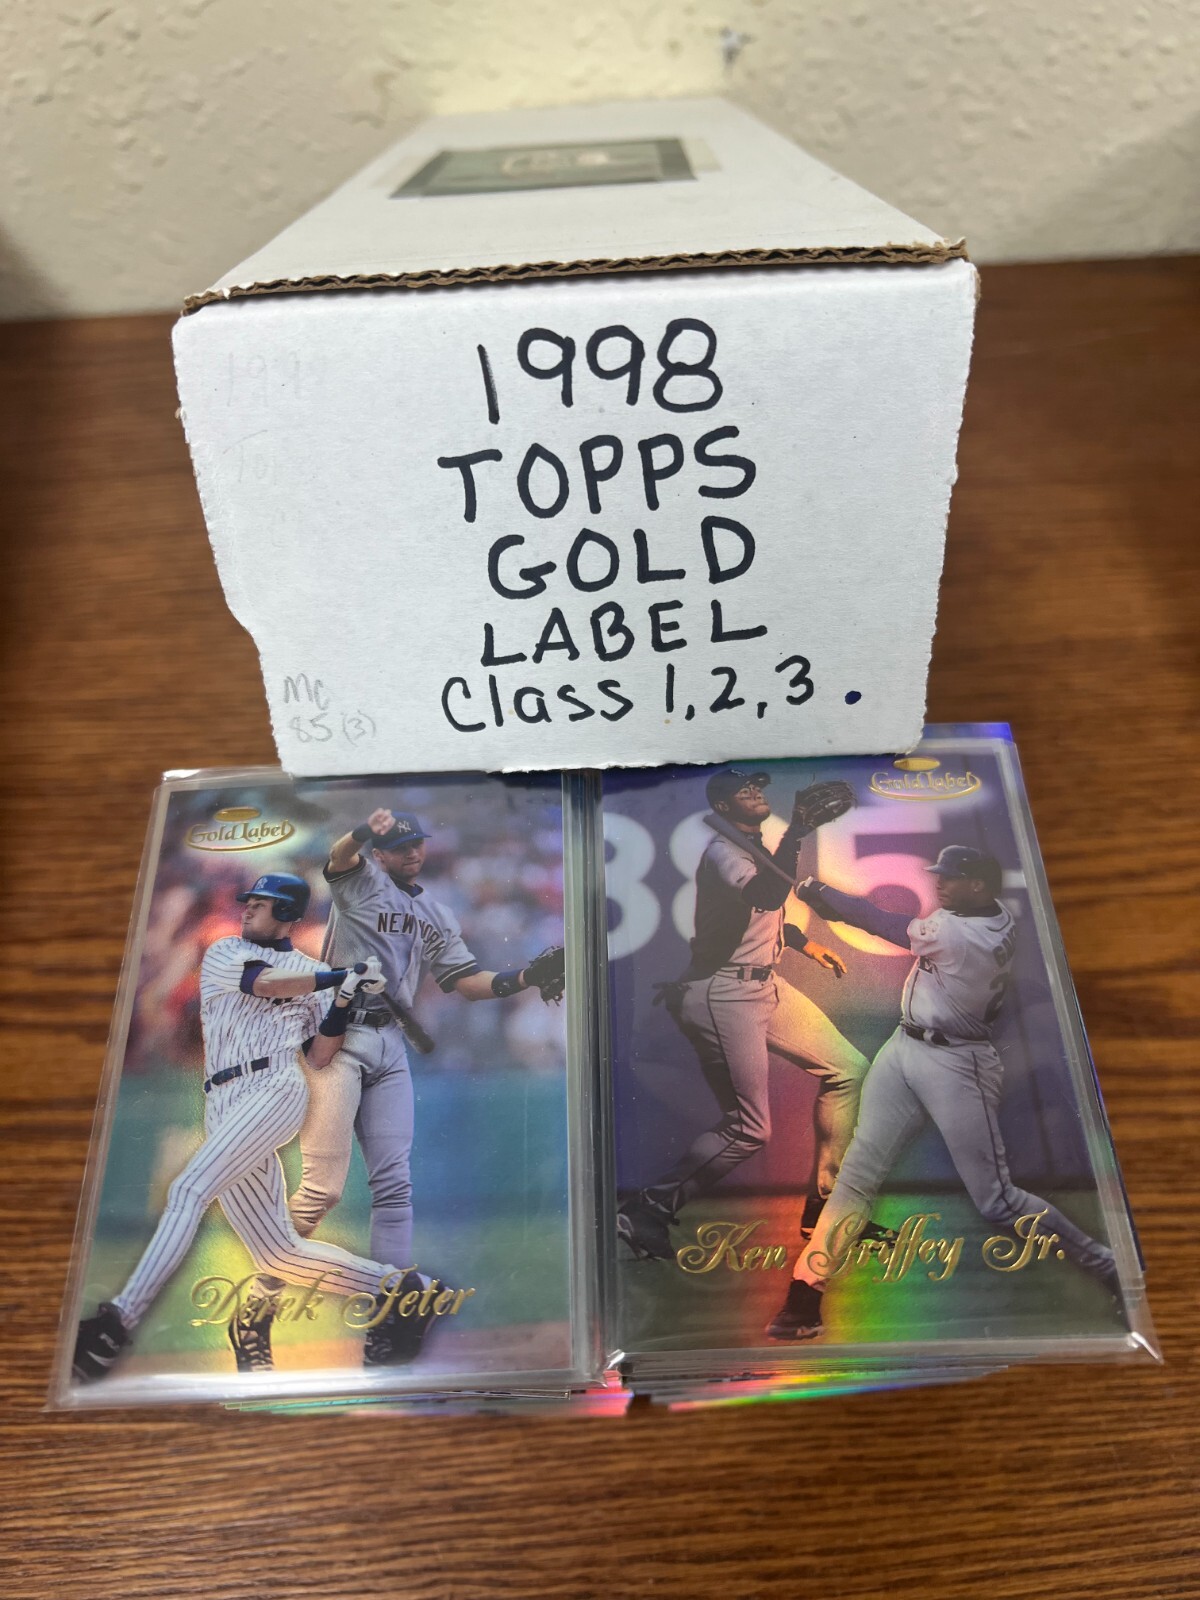 1998
TOPPS
GOLD
LABEL
Class 1, 2, 3.
MC
85 (3)
Gold Label
NEW YORK
Derek Jeter
Gold Label
885
Ken Griffey Jr.